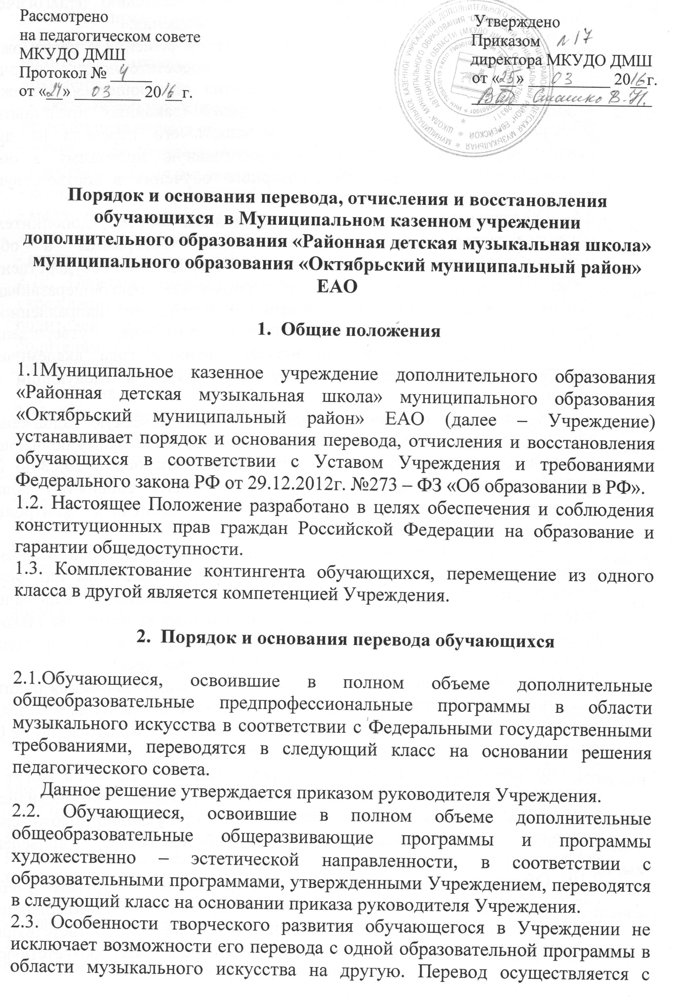 Рассмотрено
на педагогическом совете
МКУДО ДМШ
Протокол № 4
от «24» 03 2016 г.
Утверждено
Приказом №17
директора МКУДО ДМШ
от «25» 03 2016 г.
Сташко В.Н.
Порядок и основания перевода, отчисления и восстановления
обучающихся в Муниципальном казенном учреждении
дополнительного образования «Районная детская музыкальная школа»
муниципального образования «Октябрьский муниципальный район»
ЕАО
1. Общие положения
1.1Муниципальное казенное учреждение дополнительного образования
«Районная детская музыкальная школа» муниципального образования
«Октябрьский муниципальный район» ЕАО (далее – Учреждение)
устанавливает порядок и основания перевода, отчисления и восстановления
обучающихся в соответствии с Уставом Учреждения и требованиями
Федерального закона РФ от 29.12.2012г. №273 – ФЗ «Об образовании в РФ».
1.2. Настоящее Положение разработано в целях обеспечения и соблюдения
конституционных прав граждан Российской Федерации на образование и
гарантии общедоступности.
1.3. Комплектование контингента обучающихся, перемещение из одного
класса в другой является компетенцией Учреждения.
2. Порядок и основания перевода обучающихся
2.1.Обучающиеся, освоившие в полном объеме дополнительные
общеобразовательные предпрофессиональные программы в области
музыкального искусства в соответствии с Федеральными государственными
требованиями, переводятся в следующий класс на основании решения
педагогического совета.
Данное решение утверждается приказом руководителя Учреждения.
2.2. Обучающиеся, освоившие в полном объеме дополнительные
общеобразовательные общеразвивающие программы и программы
художественно – эстетической направленности, в соответствии с
образовательными программами, утвержденными Учреждением, переводятся
в следующий класс на основании приказа руководителя Учреждения.
2.3. Особенности творческого развития обучающегося в Учреждении не
исключает возможности его перевода с одной образовательной программы в
области музыкального искусства на другую. Перевод осуществляется с